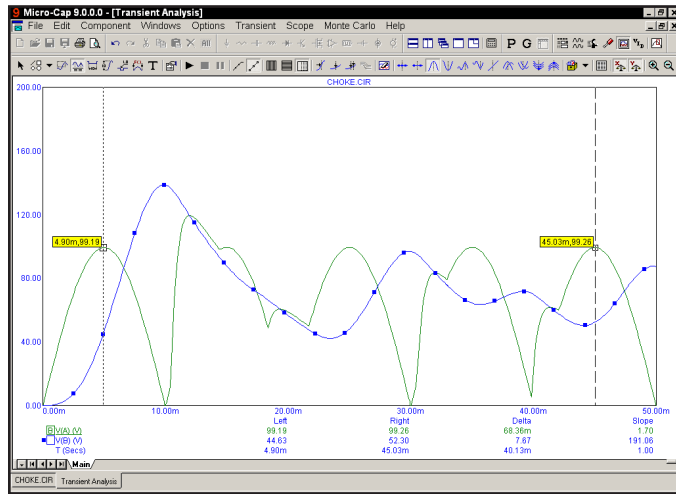 9 Micro-Cap 9.0.0.0 - [Transient Analysis]
File Edit Component Windows Options Transient Scope Monte Carlo Help
All P G
T
CHOKE.CIR
200.00
160.00
120.00
80.00
40.00
0.00
4.90m,99.19
45.03m,99.26
0.00m 10.00m 20.00m 30.00m 40.00m 50.00m
Left Right Delta Slope
V(A) (V) 99.19 99.26 68.36m 1.70
V(B) (V) 44.63 52.30 7.67 191.06
T (Secs) 4.90m 45.03m 40.13m 1.00
Main
CHOKE.CIR Transient Analysis